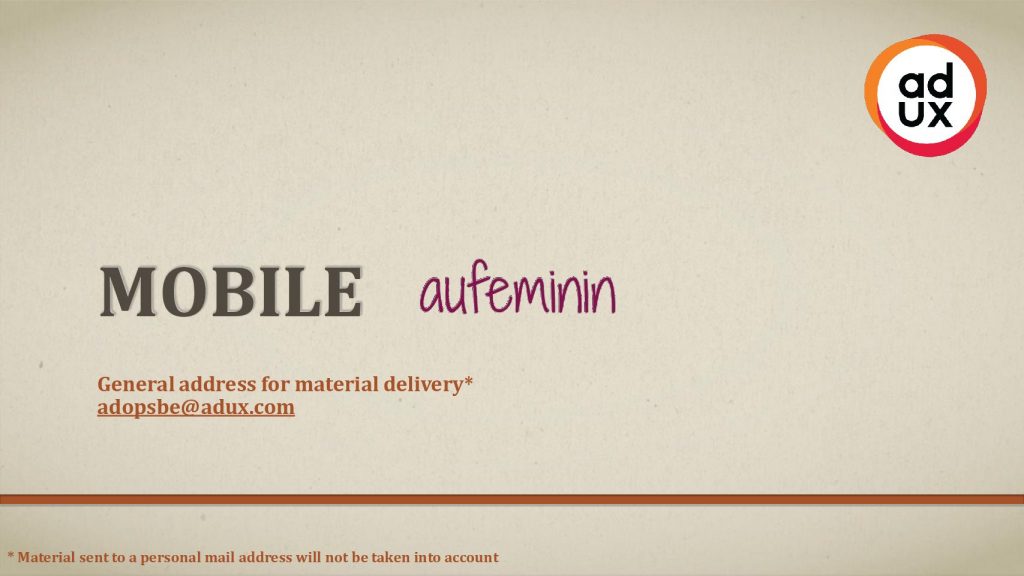 ad
ux
MOBILE aufeminin
General address for material delivery*
adopsbe@adux.com
* Material sent to a personal mail address will not be taken into account